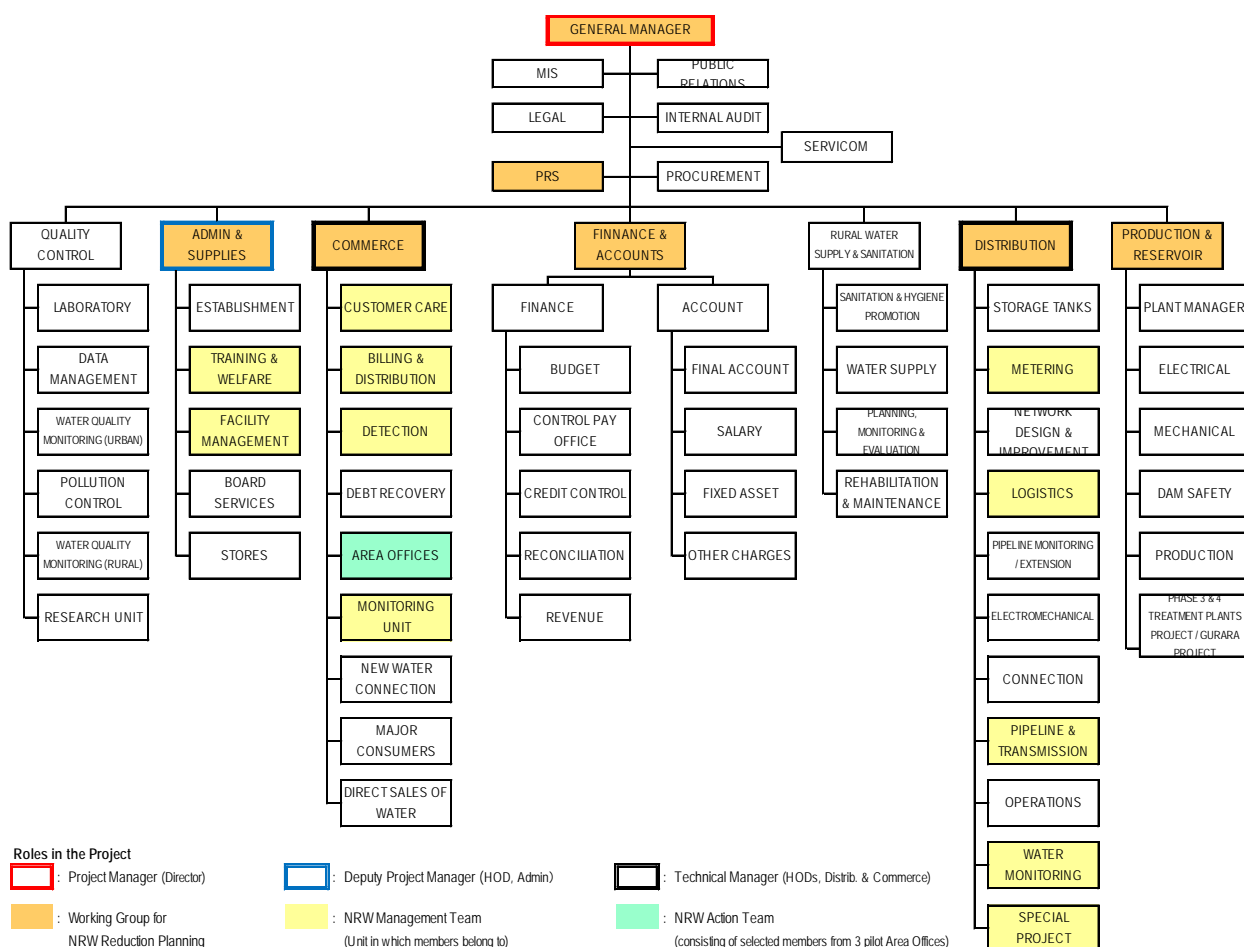 GENERAL MANAGER
MIS
PUBLIC
RELATIONS
LEGAL
INTERNAL AUDIT
SERVICOM
PRS
PROCUREMENT
QUALITY
CONTROL
ADMIN &
SUPPLIES
COMMERCE
FINNANCE &
ACCOUNTS
RURAL WATER
SUPPLY & SANITATION
DISTRIBUTION
PRODUCTION &
RESERVOIR
LABORATORY
DATA
MANAGEMENT
WATER QUALITY
MONITORING (URBAN)
POLLUTION
CONTROL
WATER QUALITY
MONITORING (RURAL)
RESEARCH UNIT
ESTABLISHMENT
TRAINING &
WELFARE
FACILITY
MANAGEMENT
BOARD
SERVICES
STORES
CUSTOMER CARE
BILLING &
DISTRIBUTION
DETECTION
DEBT RECOVERY
AREA OFFICES
MONITORING
UNIT
NEW WATER
CONNECTION
MAJOR
CONSUMERS
DIRECT SALES OF
WATER
FINANCE
BUDGET
CONTROL PAY
OFFICE
CREDIT CONTROL
RECONCILIATION
REVENUE
ACCOUNT
FINAL ACCOUNT
SALARY
FIXED ASSET
OTHER CHARGES
SANITATION & HYGIENE
PROMOTION
WATER SUPPLY
PLANNING,
MONITORING &
EVALUATION
REHABILITATION
& MAINTENANCE
STORAGE TANKS
METERING
NETWORK
DESIGN &
IMPROVEMENT
LOGISTICS
PIPELINE MONITORING
/ EXTENSION
ELECTROMECHANICAL
CONNECTION
PIPELINE &
TRANSMISSION
OPERATIONS
WATER
MONITORING
SPECIAL
PROJECT
PLANT MANAGER
ELECTRICAL
MECHANICAL
DAM SAFETY
PRODUCTION
PHASE 3 & 4
TREATMENT PLANTS
PROJECT / GURARA
PROJECT
Roles in the Project
: Project Manager (Director)
: Deputy Project Manager (HOD, Admin)
: Technical Manager (HODs, Distrib. & Commerce)
: Working Group for
NRW Reduction Planning
: NRW Management Team
(Unit in which members belong to)
: NRW Action Team
(consisting of selected members from 3 pilot Area Offices)